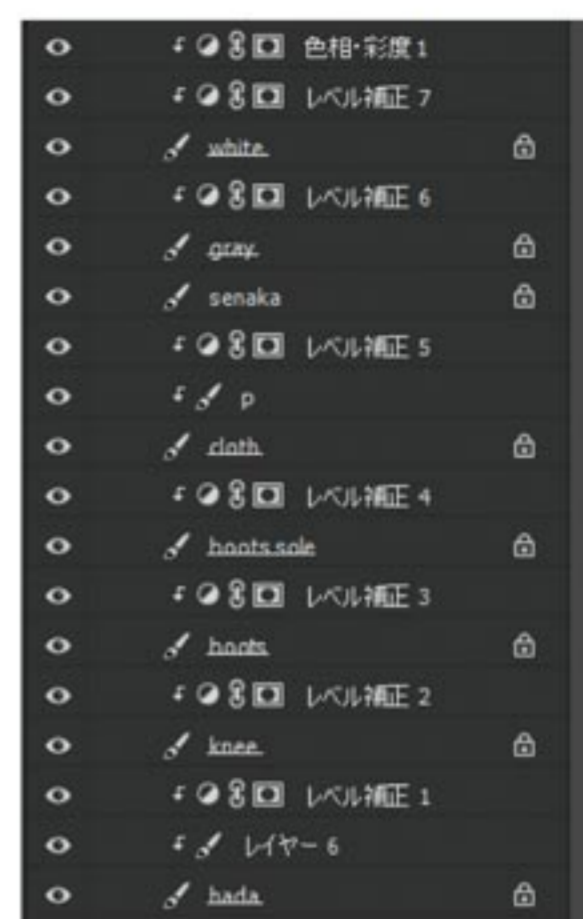 色相・彩度 1
レベル補正 7
white
レベル補正 6
gray
senaka
レベル補正 5
p
cloth
レベル補正 4
boots sole
レベル補正 3
boots
レベル補正 2
knee
レベル補正 1
レイヤー 6
hada